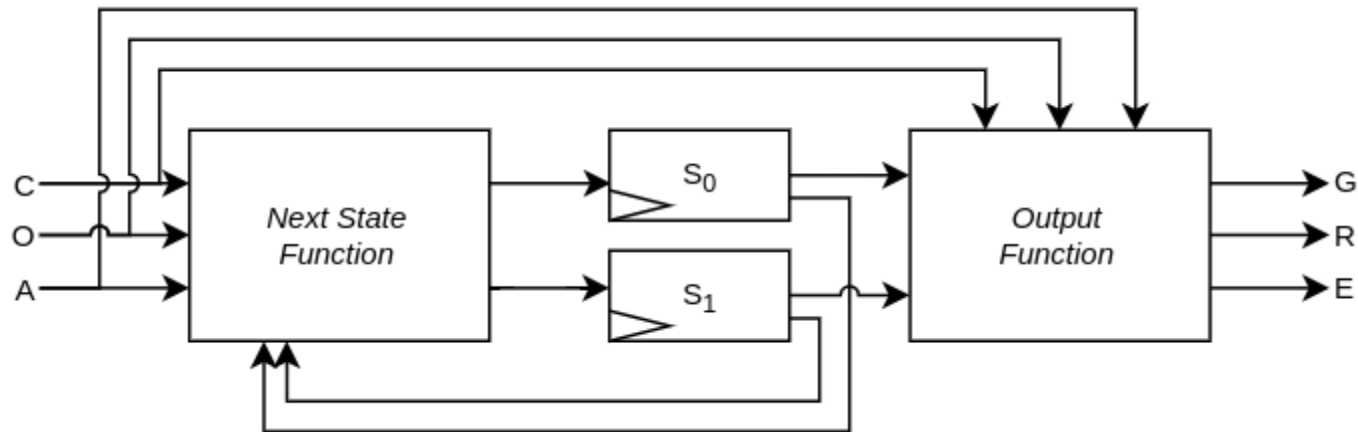 C
O
A
Next State
Function
S0
S1
Output
Function
G
R
E